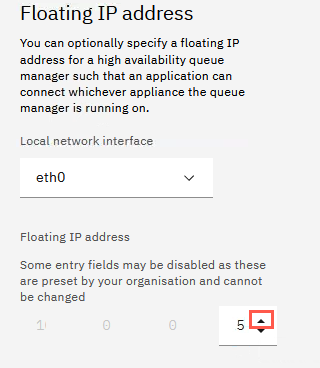 Floating IP address
You can optionally specify a floating IP
address for a high availability queue
manager such that an application can
connect whichever appliance the queue
manager is running on.
Local network interface
eth0
Floating IP address
Some entry fields may be disabled as these
are preset by your organisation and cannot
be changed
0 0 5